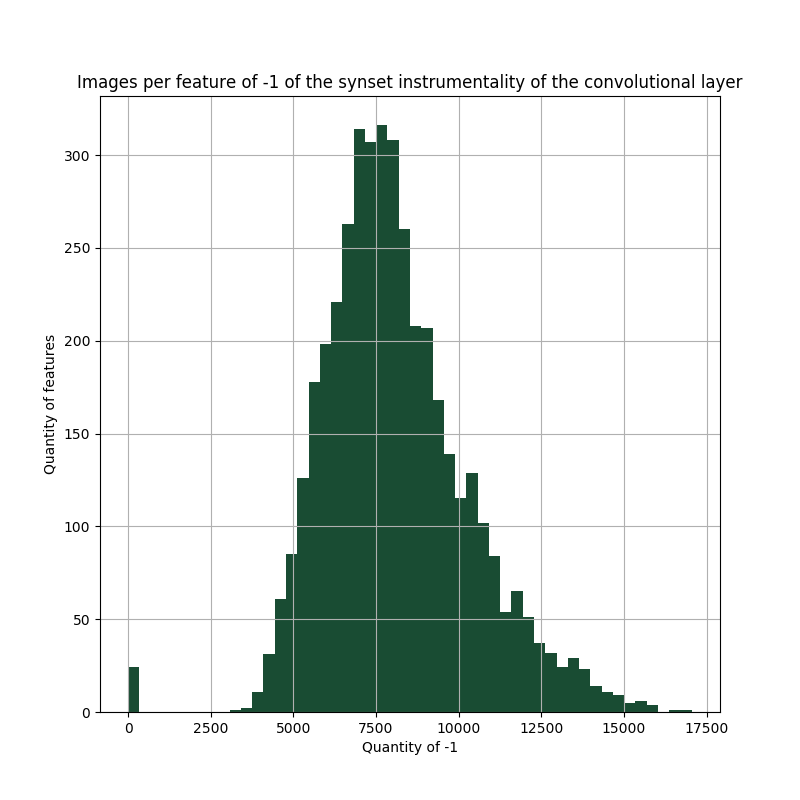 Images per feature of -1 of the synset instrumentality of the convolutional layer
300
250
200
150
100
50
0
Quantity of features
0 2500 5000 7500 10000 12500 15000 17500
Quantity of -1